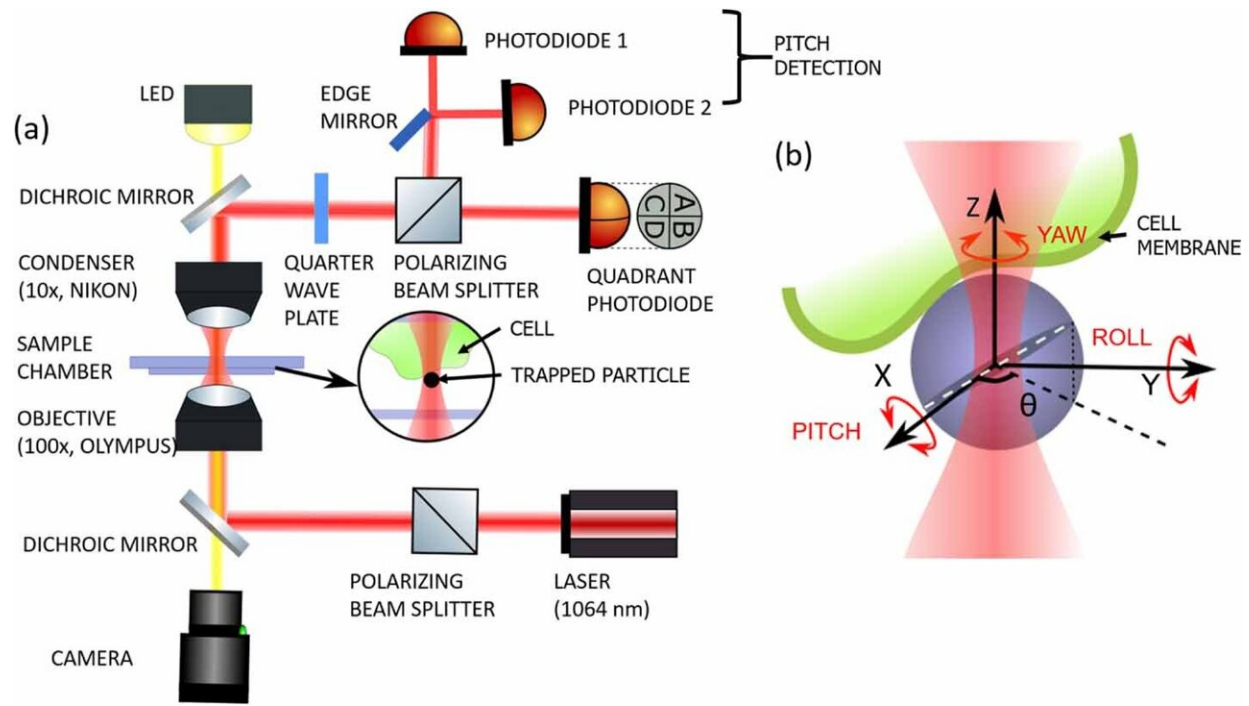 (a)
LED
PHOTODIODE 1
PITCH
DETECTION
EDGE
MIRROR
PHOTODIODE 2
DICHROIC MIRROR
A
B
C
D
CONDENSER
(10x, NIKON)
QUARTER
WAVE
PLATE
POLARIZING
BEAM SPLITTER
QUADRANT
PHOTODIODE
CELL
SAMPLE
CHAMBER
TRAPPED PARTICLE
OBJECTIVE
(100x, OLYMPUS)
DICHROIC MIRROR
POLARIZING
BEAM SPLITTER
LASER
(1064 nm)
CAMERA
(b)
Z
YAW
CELL
MEMBRANE
ROLL
X
Y
θ
PITCH